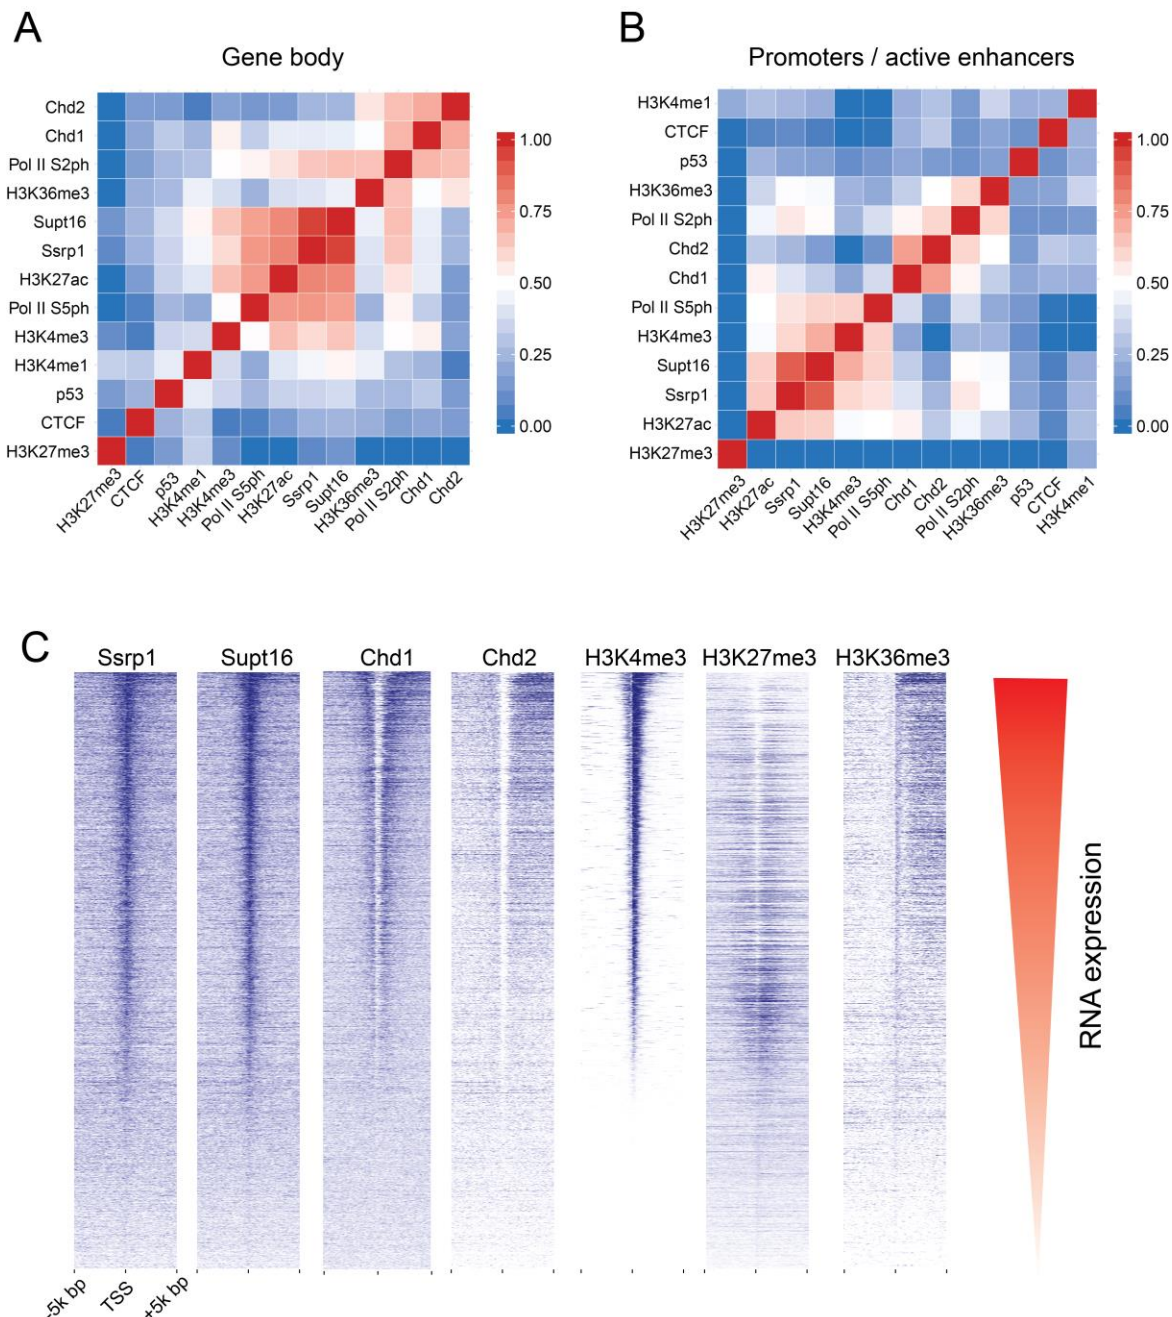 A
Gene body
Chd2
Chd1
Pol II S2ph
H3K36me3
Supt16
Ssrp1
H3K27ac
Pol II S5ph
H3K4me3
H3K4me1
p53
CTCF
H3K27me3
H3K27me3
CTCF
p53
H3K4me1
H3K4me3
Pol II S5ph
H3K27ac
Ssrp1
Supt16
H3K36me3
Pol II S2ph
Chd1
Chd2
1.00
0.75
0.50
0.25
0.00
B
Promoters / active enhancers
H3K4me1
CTCF
p53
H3K36me3
Pol II S2ph
Chd2
Chd1
Pol II S5ph
H3K4me3
Supt16
Ssrp1
H3K27ac
H3K27me3
H3K27me3
H3K27ac
Ssrp1
Supt16
H3K4me3
Pol II S5ph
Chd1
Chd2
Pol II S2ph
H3K36me3
p53
CTCF
H3K4me1
1.00
0.75
0.50
0.25
0.00
C
Ssrp1 Supt16 Chd1 Chd2 H3K4me3 H3K27me3 H3K36me3
RNA expression
-5k bp TSS +5k bp